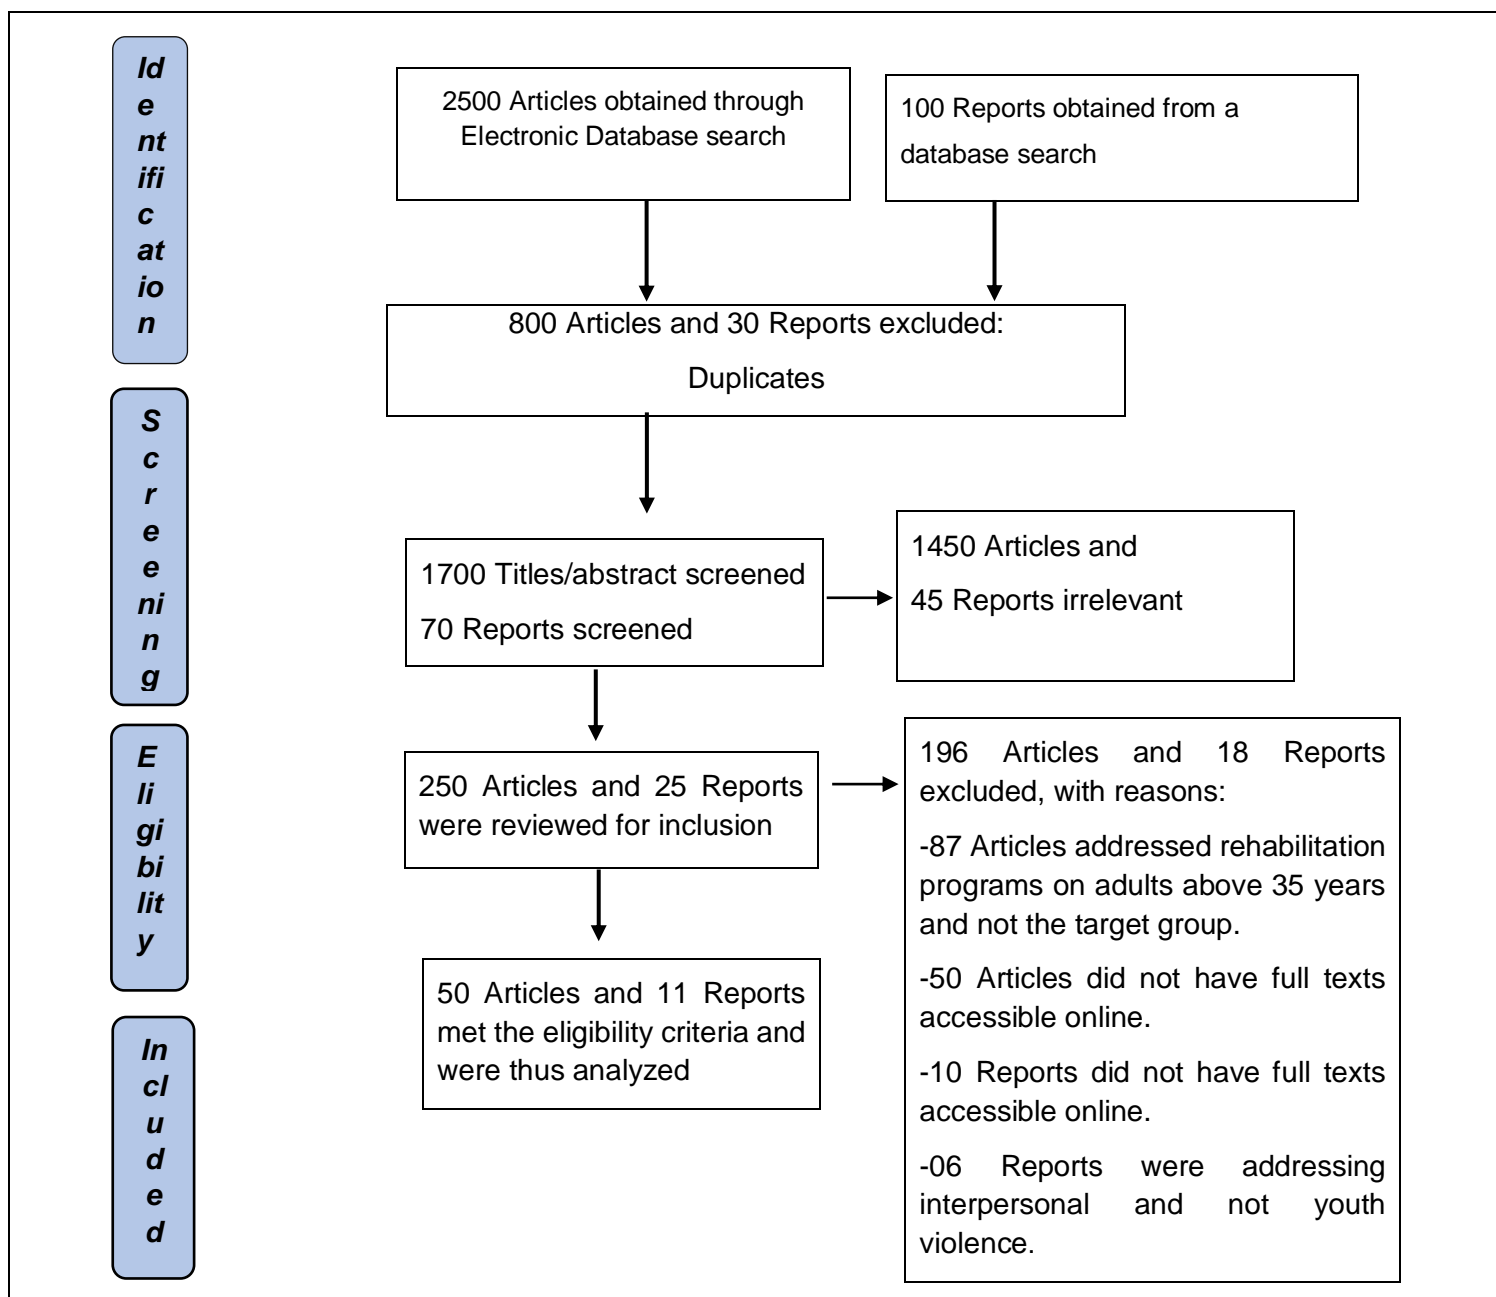 Id
e
nt
ifi
c
at
io
n
2500 Articles obtained through
Electronic Database search
100 Reports obtained from a
database search
800 Articles and 30 Reports excluded:
Duplicates
S
c
r
e
e
ni
n
g
1700 Titles/abstract screened
70 Reports screened
1450 Articles and
45 Reports irrelevant
E
li
gi
bi
lit
y
250 Articles and 25 Reports
were reviewed for inclusion
196 Articles and 18 Reports
excluded, with reasons:
-87 Articles addressed rehabilitation
programs on adults above 35 years
and not the target group.
-50 Articles did not have full texts
accessible online.
-10 Reports did not have full texts
accessible online.
-06 Reports were addressing
interpersonal and not youth
violence.
In
cl
u
d
e
d
50 Articles and 11 Reports
met the eligibility criteria and
were thus analyzed